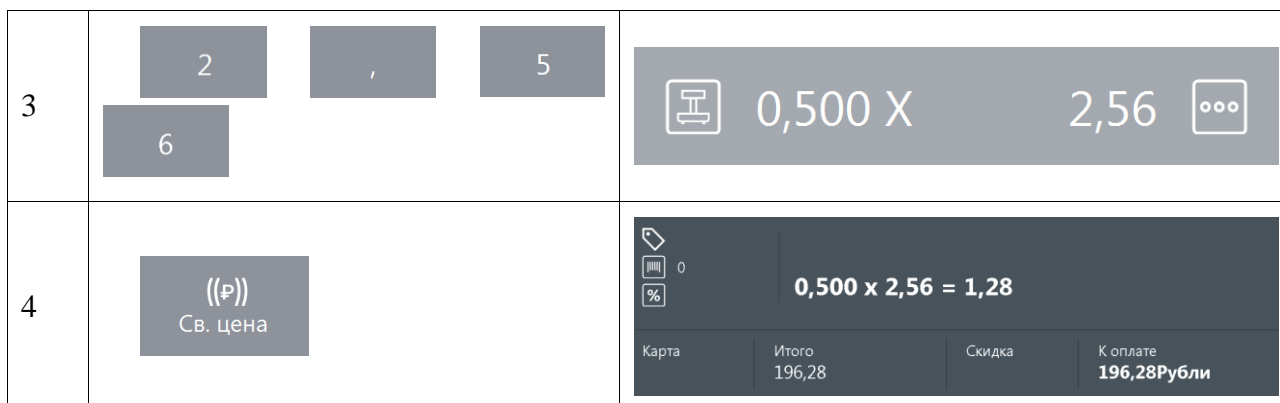 3
2 , 5
6
0,500 X 2,56
4
((₽))
Св. цена
0
%
0,500 x 2,56 = 1,28
Карта Итого Скидка К оплате
196,28 196,28Рубли